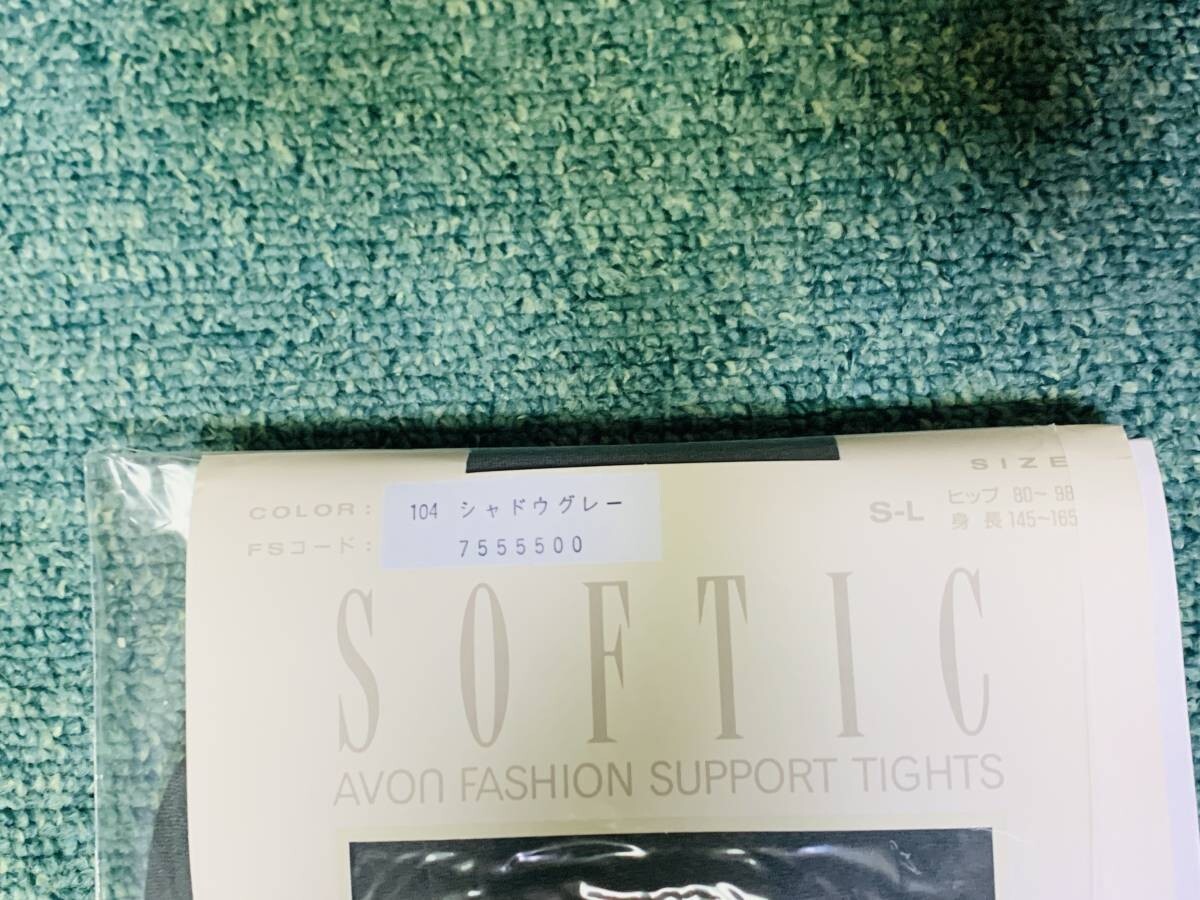 COLOR: 104 シャドウグレー
FSコード: 7555500
SIZE
S-L ヒップ 80~98
身長 145~165
SOFTIC
AVON FASHION SUPPORT TIGHTS